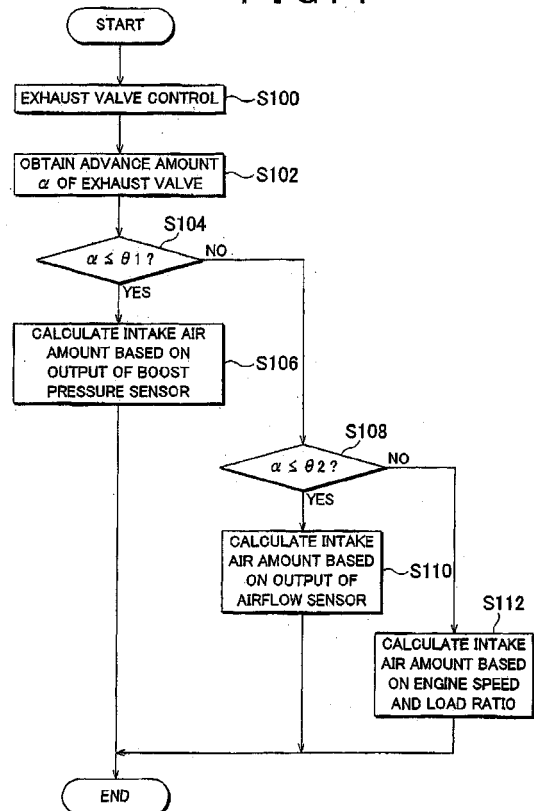 START
EXHAUST VALVE CONTROL
S100
OBTAIN ADVANCE AMOUNT
α OF EXHAUST VALVE
S102
S104
α ≤ θ1?
NO
YES
CALCULATE INTAKE AIR
AMOUNT BASED ON
OUTPUT OF BOOST
PRESSURE SENSOR
S106
S108
α ≤ θ2?
NO
YES
CALCULATE INTAKE
AIR AMOUNT BASED
ON OUTPUT OF
AIRFLOW SENSOR
S110
S112
CALCULATE INTAKE
AIR AMOUNT BASED
ON ENGINE SPEED
AND LOAD RATIO
END